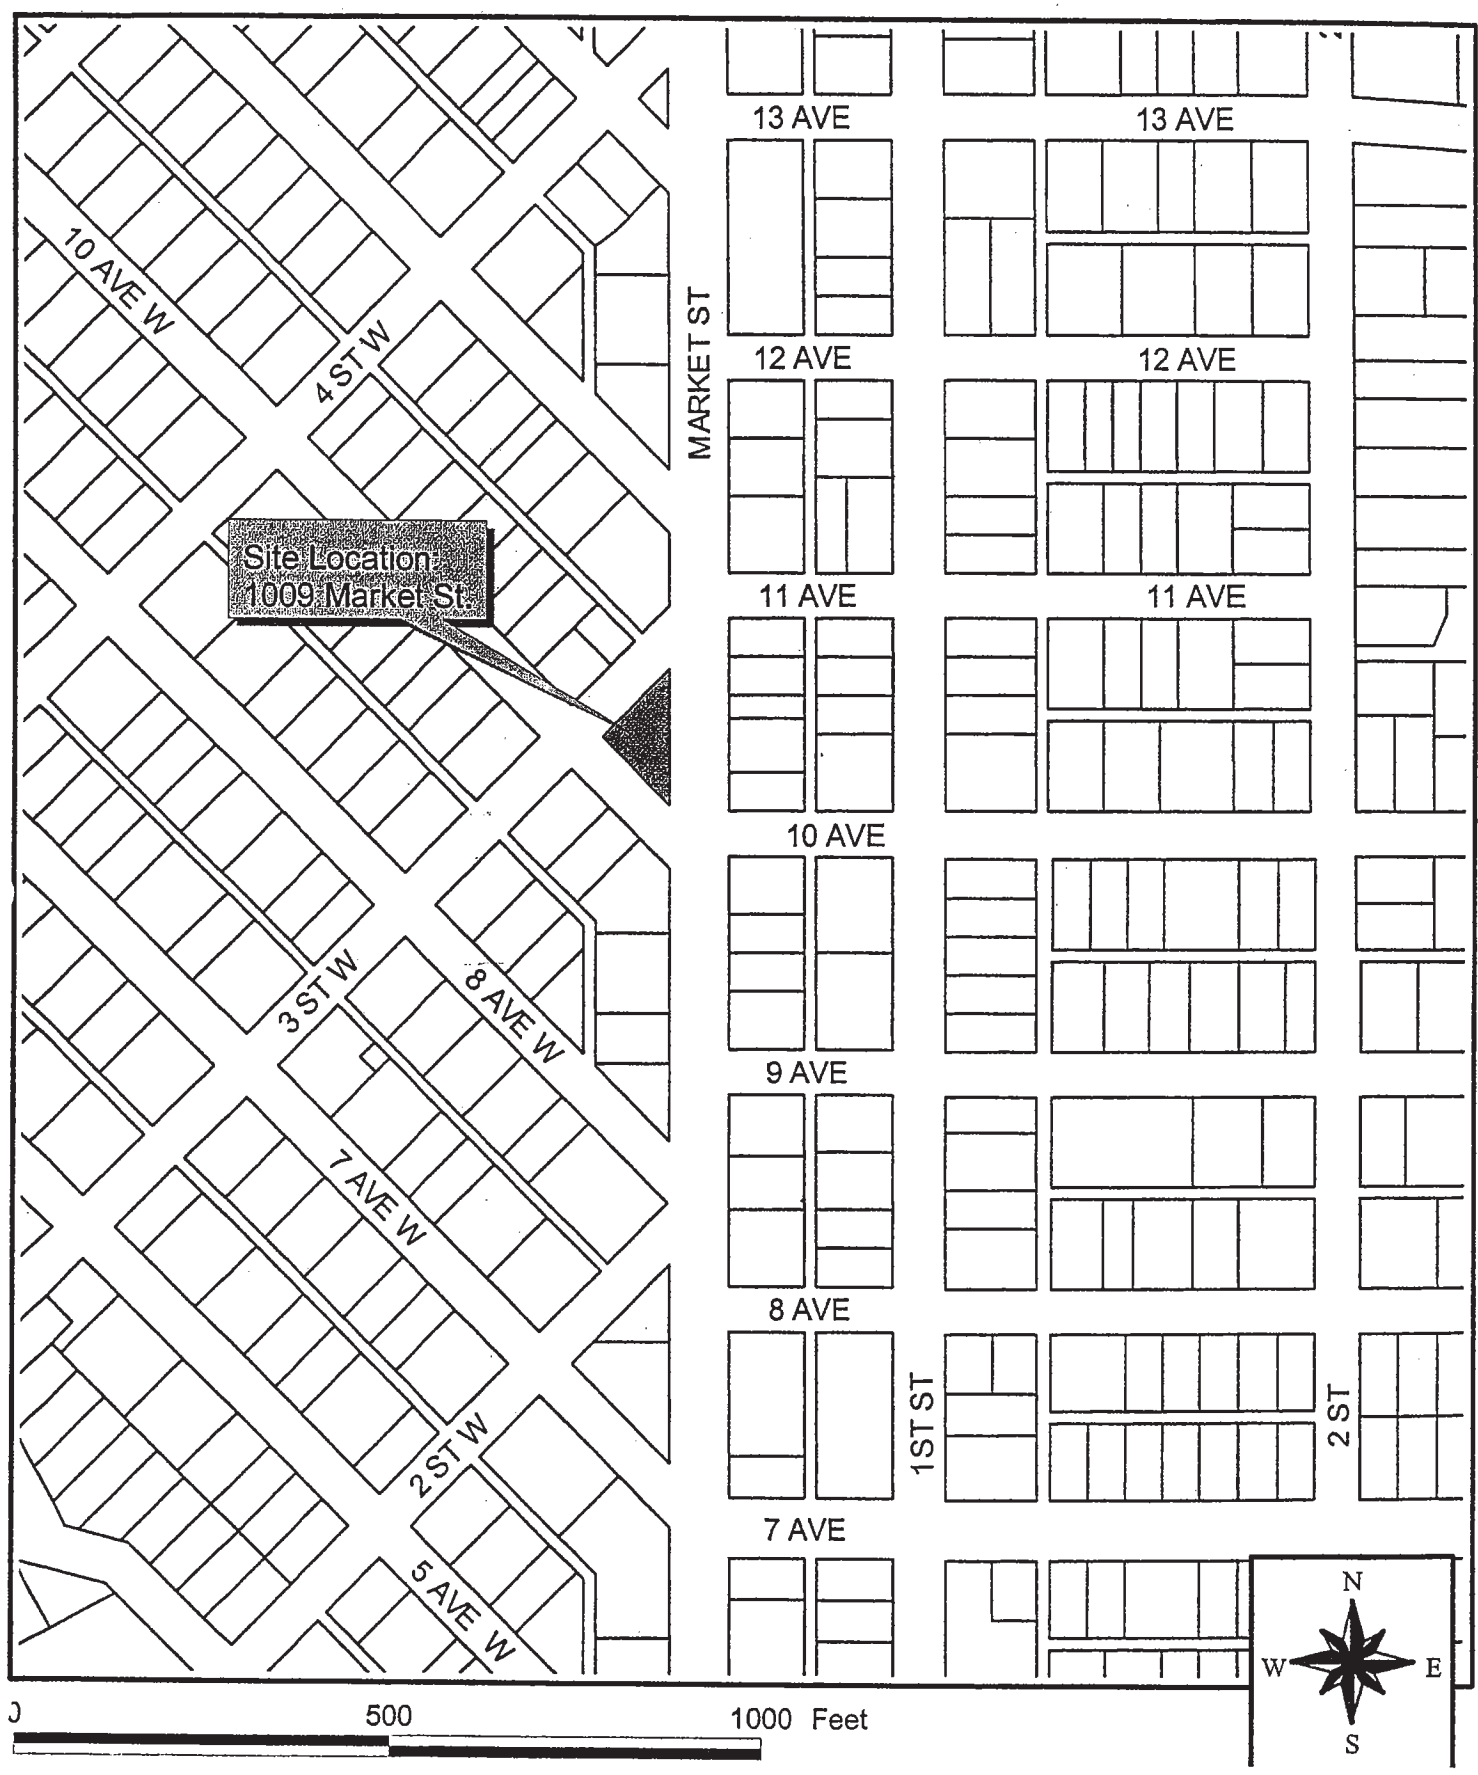 13 AVE
13 AVE
10 AVE W
MARKET ST
4 ST W
12 AVE
12 AVE
Site Location:
1009 Market St.
11 AVE
11 AVE
10 AVE
3 ST W
8 AVE W
9 AVE
7 AVE W
8 AVE
1ST ST
2 ST
2 ST W
7 AVE
5 AVE W
N
W
E
S
0
500
1000 Feet